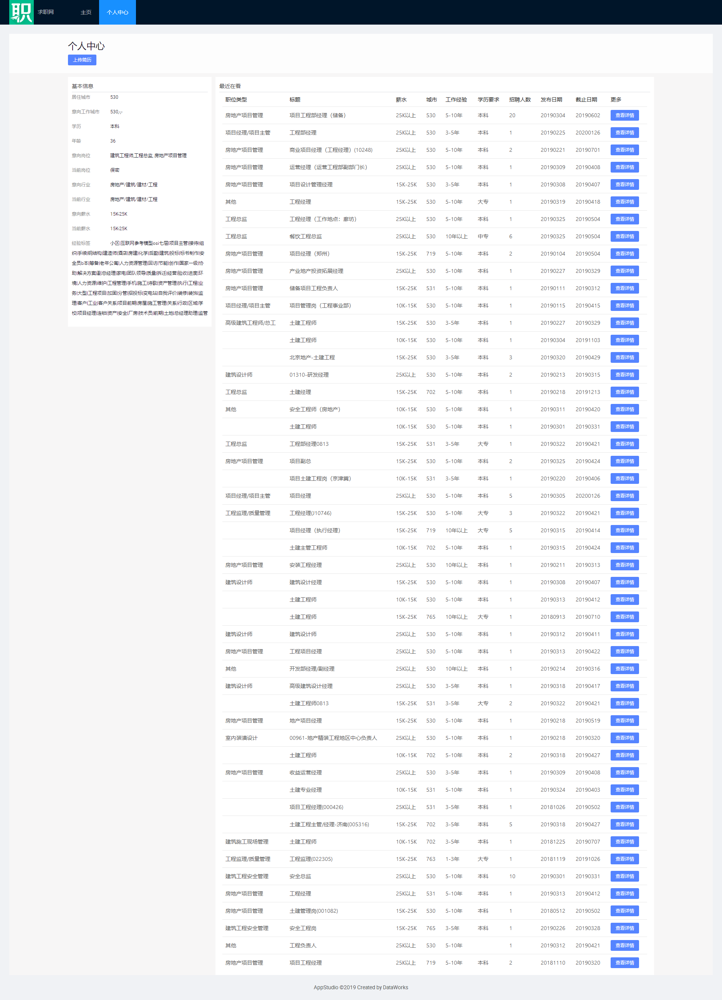 职 求职网 主页 个人中心
个人中心
上传简历
基本信息
居住城市 530
意向工作城市 530,-,-
学历 本科
年龄 36
意向岗位 建筑工程师,工程总监, 房地产项目管理
当前岗位 保密
意向行业 房地产/建筑/建材/工程
当前行业 房地产/建筑/建材/工程
意向薪水 15K-25K
当前薪水 15K-25K
经验标签 小区|互联网参考模型osi七层|项目主管|接待|组
织|手续|钢结构|建造师|酒店|房建|化学|后勤|建筑|投标|标书制作|安
全员b本|筹备|老年公寓|人力资源管理|回访|节能|创作|国家一级|协
助|解决方案|副总经理|家电|团队领导|质量|拆迁|经营|验收|进度|环
境|人力资源|维护|工程管理|手机|施工|诗歌|资产管理|执行|工程|业
务|大型|工程项目|加固|分管|招投标|变电站|自我评价|装修|装饰|监
理|客户|工业|客户关系|项目前期|房屋|施工管理|关系|行政|区域|学
校|项目经理|连锁|资产|安全|厂房|技术员|前期|土地|总经理助理|监管
最近在看
职位类型 标题 薪水 城市 工作经验 学历要求 招聘人数 发布日期 截止日期 更多
房地产项目管理 项目工程部经理（储备） 25K以上 530 5-10年 本科 20 20190304 20190602 查看详情
项目经理/项目主管 工程部经理 25K以上 530 3-5年 本科 1 20190225 20200126 查看详情
房地产项目管理 商业项目经理（工程经理）(10248) 25K以上 530 5-10年 本科 2 20190221 20190701 查看详情
房地产项目管理 运营经理（运营工程部副部门长） 25K以上 530 5-10年 本科 1 20190309 20190408 查看详情
房地产项目管理 项目设计管理经理 15K-25K 530 3-5年 本科 1 20190308 20190407 查看详情
其他 工程经理 15K-25K 530 5-10年 大专 1 20190319 20190418 查看详情
工程总监 工程经理（工作地点：廊坊） 25K以上 530 5-10年 本科 1 20190325 20190504 查看详情
工程总监 餐饮工程总监 25K以上 530 10年以上 中专 6 20190325 20190504 查看详情
房地产项目管理 项目经理（郑州） 15K-25K 719 5-10年 本科 2 20190104 20190504 查看详情
房地产项目管理 产业地产投资拓展经理 25K以上 530 5-10年 本科 1 20190227 20190329 查看详情
房地产项目管理 储备项目工程负责人 15K-25K 531 5-10年 本科 1 20190111 20190312 查看详情
项目经理/项目主管 项目管理岗（工程事业部） 10K-15K 530 5-10年 本科 1 20190115 20190415 查看详情
高级建筑工程师/总工 土建工程师 15K-25K 530 3-5年 本科 1 20190227 20190329 查看详情
土建工程师 10K-15K 530 5-10年 本科 1 20190304 20191103 查看详情
北京地产-土建工程 15K-25K 530 3-5年 本科 3 20190320 20190429 查看详情
建筑设计师 01310-研发经理 25K以上 530 5-10年 本科 2 20190213 20190315 查看详情
工程总监 土建经理 15K-25K 702 5-10年 本科 1 20190218 20191213 查看详情
其他 安全工程师（房地产） 10K-15K 530 5-10年 本科 1 20190311 20190420 查看详情
土建工程师 10K-15K 530 5-10年 本科 1 20190301 20190331 查看详情
工程总监 工程部经理0813 15K-25K 531 3-5年 大专 1 20190322 20190421 查看详情
房地产项目管理 项目副总 15K-25K 530 5-10年 本科 2 20190325 20190424 查看详情
项目土建工程岗（京津冀） 10K-15K 531 3-5年 本科 1 20190220 20190406 查看详情
项目经理/项目主管 项目经理 25K以上 530 5-10年 本科 5 20190305 20200126 查看详情
工程监理/质量管理 工程经理(J10746) 15K-25K 530 5-10年 大专 3 20190322 20190421 查看详情
项目经理（执行经理） 15K-25K 719 10年以上 大专 5 20190315 20190414 查看详情
土建主管工程师 10K-15K 702 5-10年 本科 1 20190315 20190424 查看详情
房地产项目管理 安装工程经理 25K以上 530 10年以上 本科 1 20190211 20190313 查看详情
建筑设计师 建筑设计经理 15K-25K 530 5-10年 本科 1 20190308 20190407 查看详情
土建工程师 10K-15K 530 5-10年 本科 1 20190313 20190412 查看详情
土建工程师 15K-25K 765 10年以上 大专 1 20180913 20190710 查看详情
建筑设计师 建筑设计师 25K以上 530 5-10年 本科 1 20190312 20190411 查看详情
房地产项目管理 工程项目经理 25K以上 530 5-10年 本科 1 20190313 20190422 查看详情
其他 开发部经理/副经理 25K以上 530 10年以上 本科 1 20190214 20190316 查看详情
建筑设计师 高级建筑设计经理 25K以上 530 3-5年 本科 1 20190318 20190417 查看详情
土建工程师0813 15K-25K 531 3-5年 大专 2 20190322 20190421 查看详情
房地产项目管理 地产项目经理 15K-25K 530 5-10年 本科 1 20190218 20190519 查看详情
室内装潢设计 00961-地产精装工程地区中心负责人 25K以上 530 5-10年 本科 1 20190218 20190320 查看详情
土建工程师 10K-15K 702 5-10年 本科 2 20190318 20190427 查看详情
房地产项目管理 收益运营经理 25K以上 530 3-5年 本科 1 20190309 20190408 查看详情
土建专业经理 10K-15K 531 5-10年 本科 1 20190324 20190403 查看详情
项目工程经理(000426) 25K以上 531 3-5年 本科 1 20181026 20190502 查看详情
土建工程主管/经理-济南(005316) 15K-25K 702 3-5年 本科 5 20190318 20190427 查看详情
建筑施工现场管理 土建工程师 10K-15K 702 3-5年 本科 1 20181225 20190707 查看详情
工程监理/质量管理 工程监理(022305) 15K-25K 763 1-3年 大专 1 20181119 20191026 查看详情
建筑工程安全管理 安全总监 25K以上 530 5-10年 本科 10 20190301 20190331 查看详情
房地产项目管理 工程经理 25K以上 531 5-10年 本科 1 20190313 20190412 查看详情
房地产项目管理 土建管理岗(001082) 15K-25K 530 5-10年 本科 1 20180512 20190502 查看详情
建筑工程安全管理 安全工程岗 15K-25K 765 3-5年 本科 1 20190226 20190328 查看详情
其他 工程负责人 25K以上 530 5-10年 1 20190312 20190421 查看详情
房地产项目管理 项目工程经理 25K以上 719 5-10年 本科 2 20181110 20190320 查看详情
AppStudio ©2019 Created by DataWorks